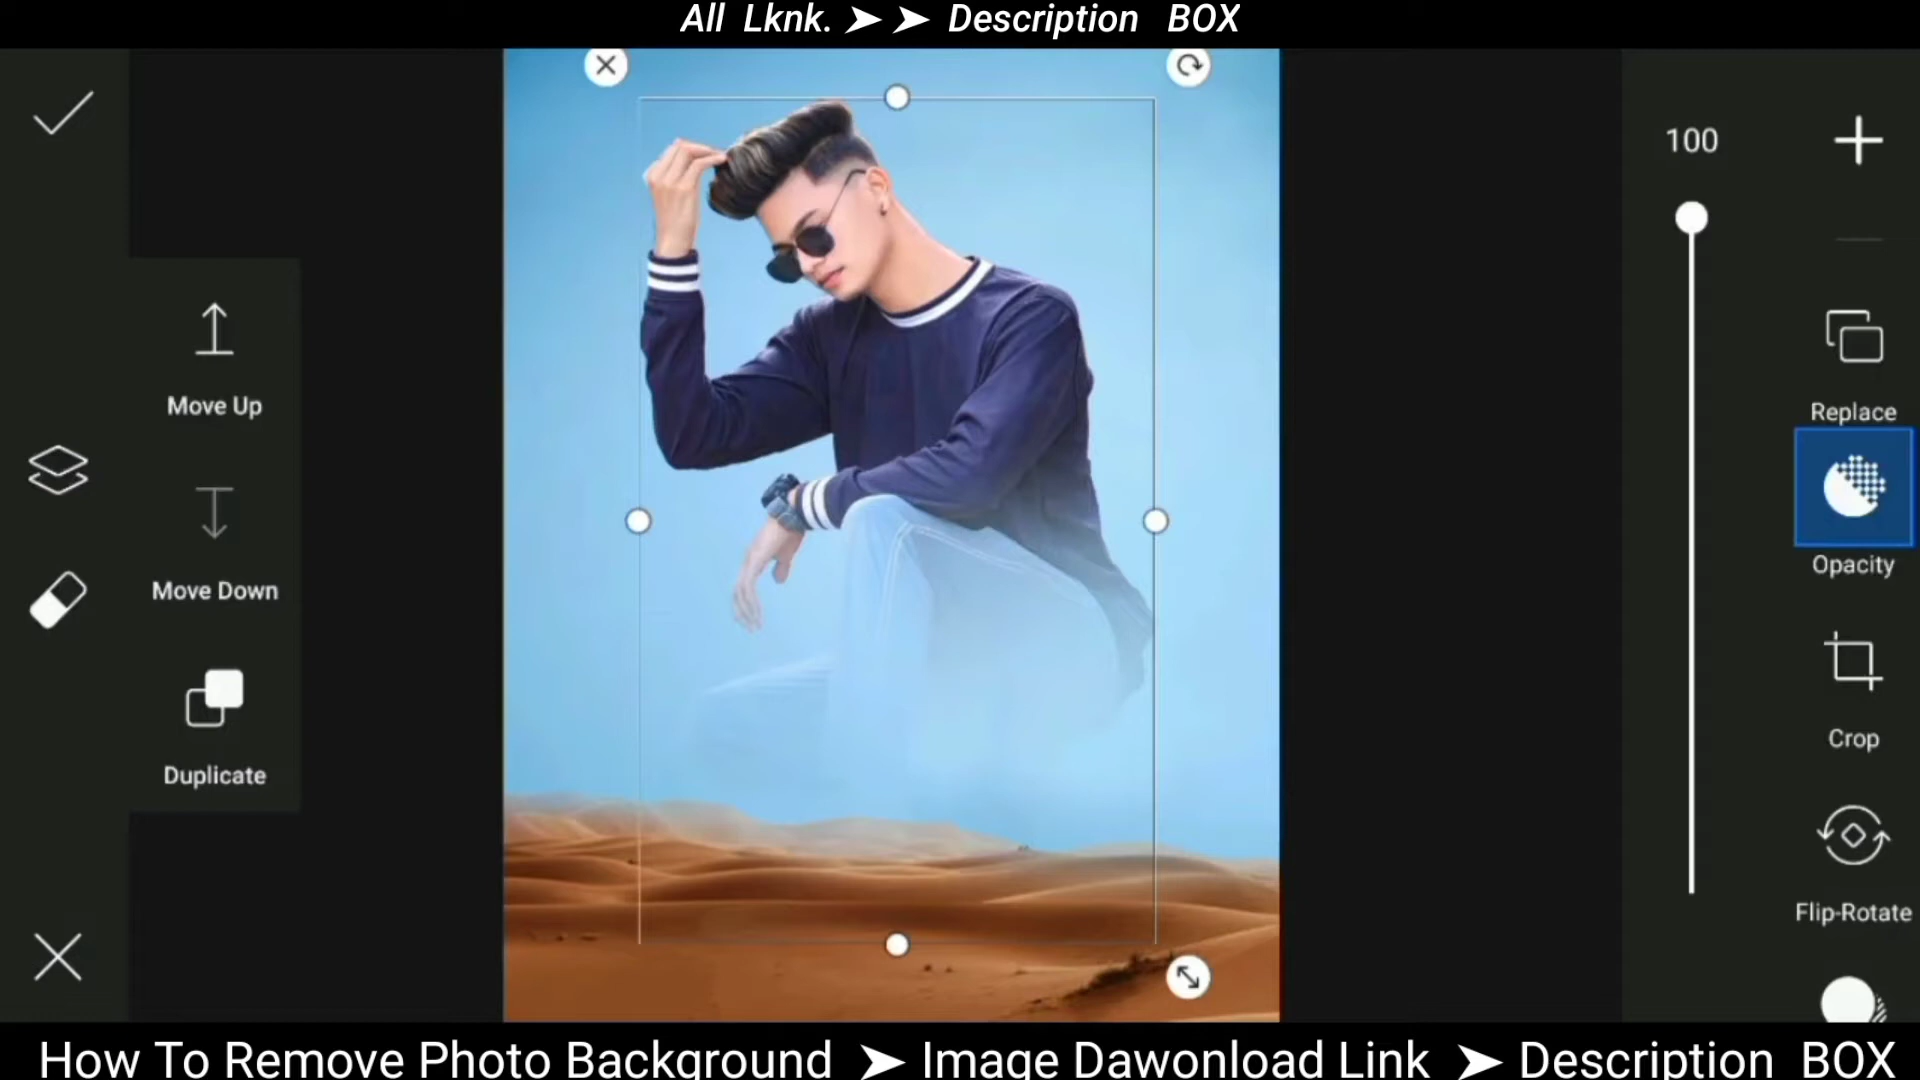 All Lknk. ➤ ➤ Description BOX
100
Move Up
Replace
Move Down
Opacity
Crop
Duplicate
Flip-Rotate
How To Remove Photo Background ➤ Image Dawonload Link ➤ Description BOX